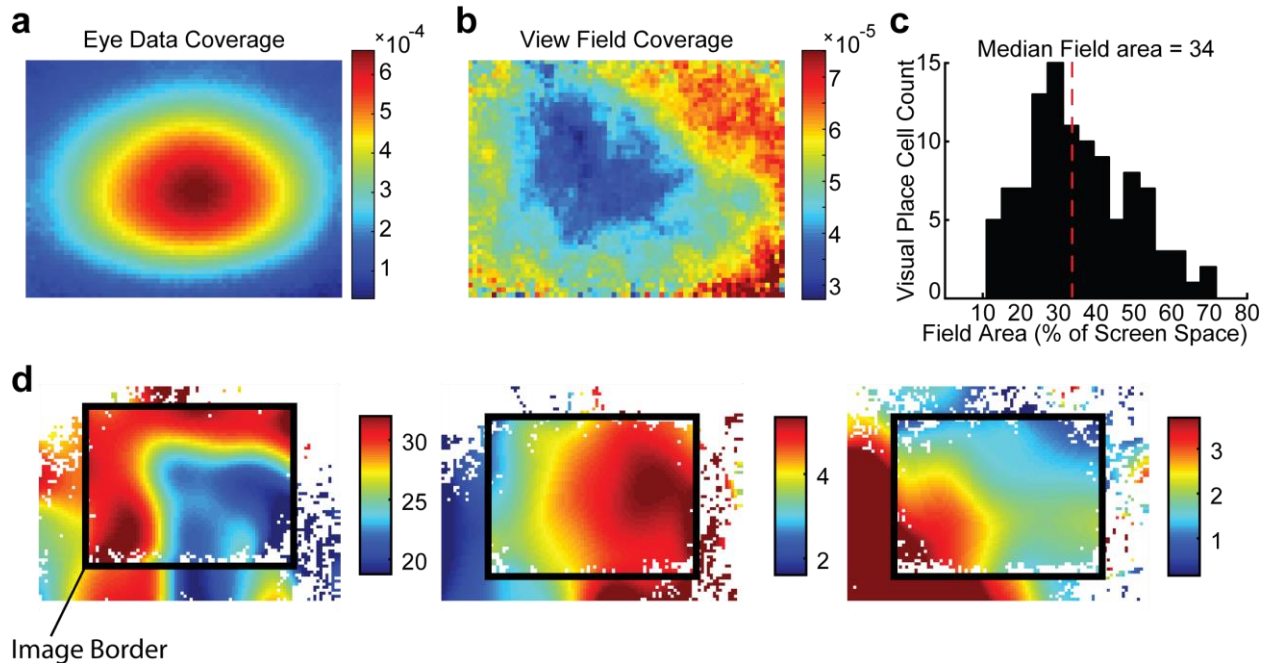 a
Eye Data Coverage
×10⁻⁴
6
5
4
3
2
1
b
View Field Coverage
×10⁻⁵
7
6
5
4
3
c
Median Field area = 34
Visual Place Cell Count
15
10
5
0
10 20 30 40 50 60 70 80
Field Area (% of Screen Space)
d
30
25
20
4
2
3
2
1
Image Border